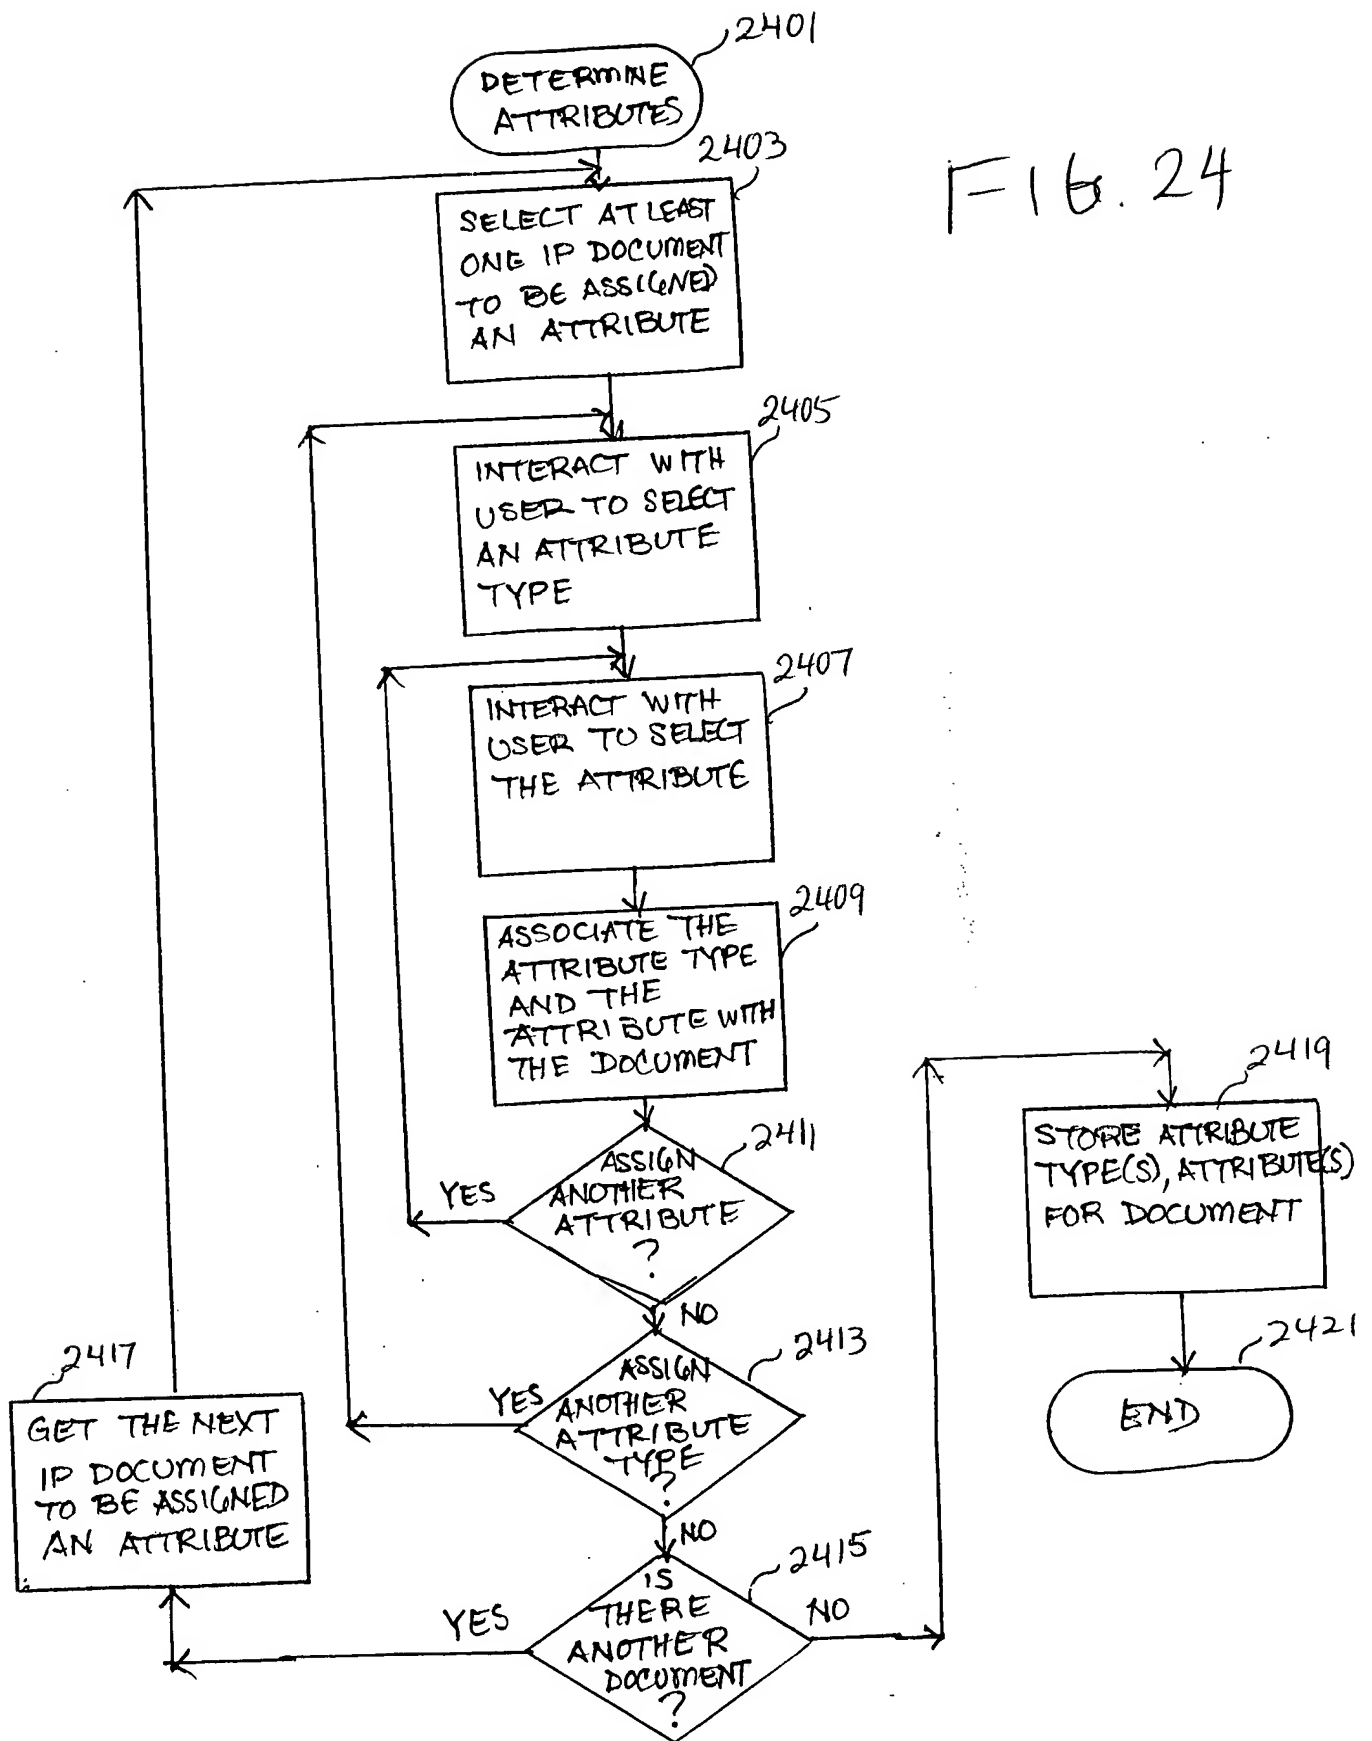 2401
DETERMINE
ATTRIBUTES
2403
FIG. 24
SELECT AT LEAST
ONE IP DOCUMENT
TO BE ASSIGNED
AN ATTRIBUTE
2405
INTERACT WITH
USER TO SELECT
AN ATTRIBUTE
TYPE
2407
INTERACT WITH
USER TO SELECT
THE ATTRIBUTE
2409
ASSOCIATE THE
ATTRIBUTE TYPE
AND THE
ATTRIBUTE WITH
THE DOCUMENT
2411
ASSIGN
ANOTHER
ATTRIBUTE
?
YES
NO
2413
ASSIGN
ANOTHER
ATTRIBUTE
TYPE
?
YES
NO
2415
IS
THERE
ANOTHER
DOCUMENT
?
YES
NO
2417
GET THE NEXT
IP DOCUMENT
TO BE ASSIGNED
AN ATTRIBUTE
2419
STORE ATTRIBUTE
TYPE(S), ATTRIBUTE(S)
FOR DOCUMENT
2421
END